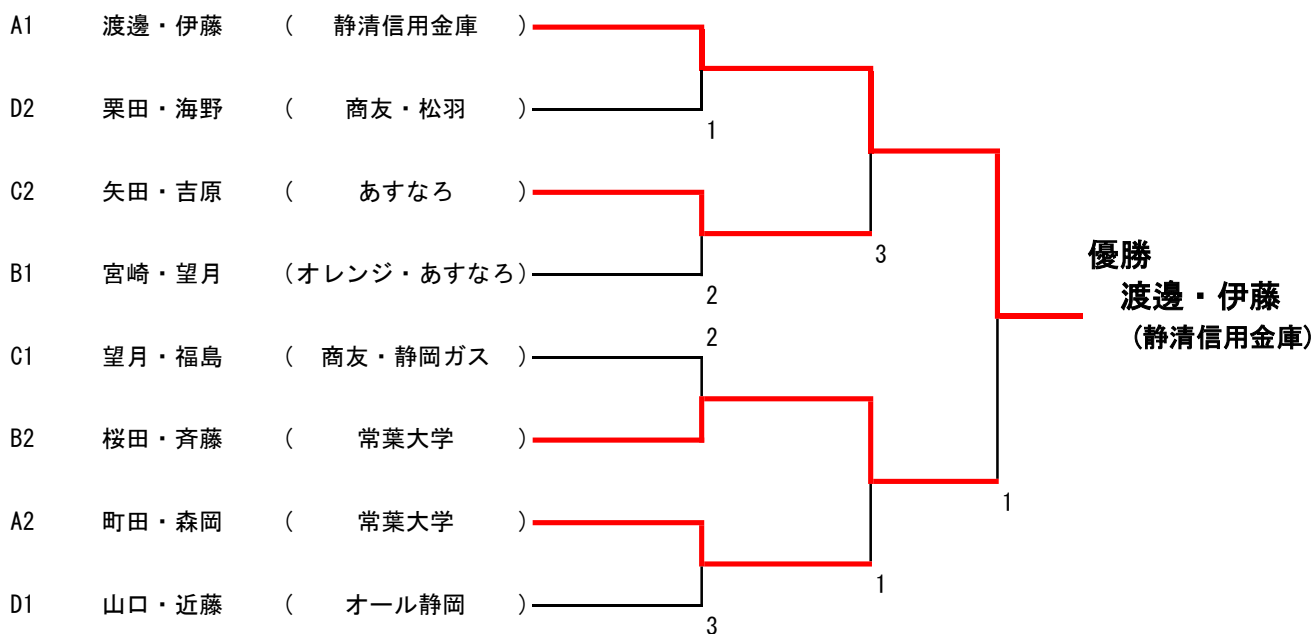 A1 渡邊・伊藤 ( 静清信用金庫 )
D2 栗田・海野 ( 商友・松羽 )
1
C2 矢田・吉原 ( あすなろ )
3
B1 宮崎・望月 (オレンジ・あすなろ)
2
優勝
渡邊・伊藤
(静清信用金庫)
2
C1 望月・福島 ( 商友・静岡ガス )
B2 桜田・斉藤 ( 常葉大学 )
1
A2 町田・森岡 ( 常葉大学 )
1
D1 山口・近藤 ( オール静岡 )
3